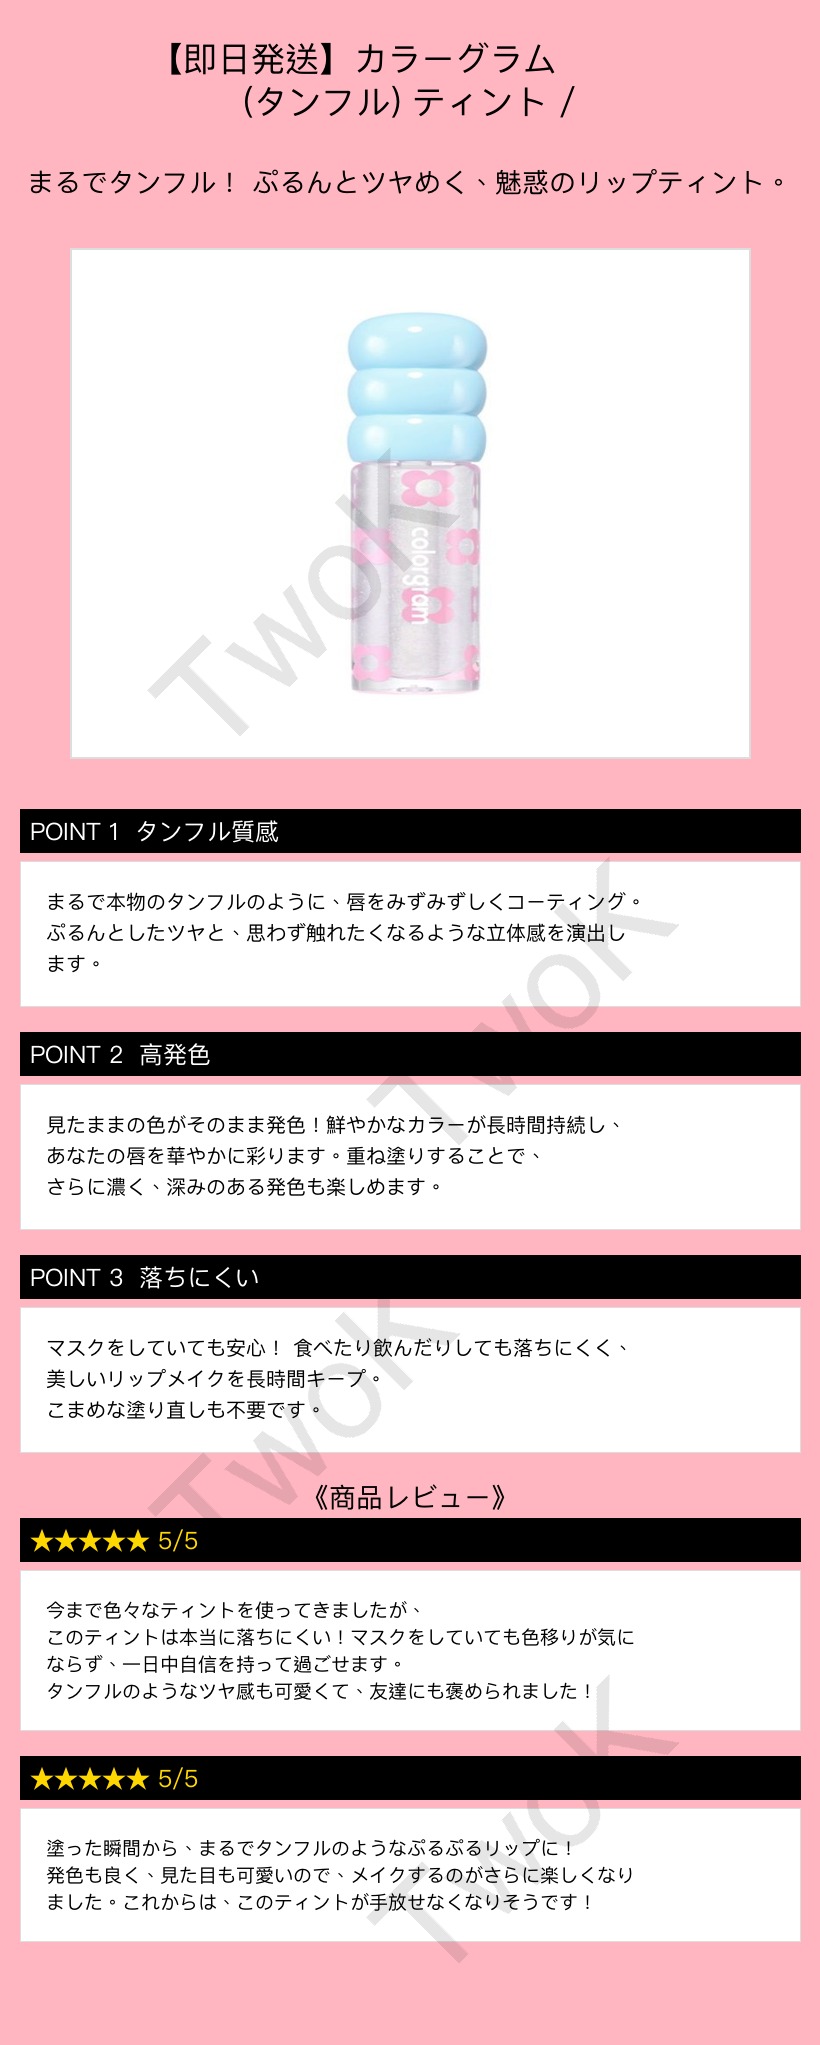 【即日発送】カラーグラム
(タンフル) ティント /
まるでタンフル！ ぷるんとツヤめく、魅惑のリップティント。
colorgram
TwoK
POINT 1 タンフル質感
まるで本物のタンフルのように、唇をみずみずしくコーティング。
ぷるんとしたツヤと、思わず触れたくなるような立体感を演出し
ます。
TwoK
POINT 2 高発色
見たままの色がそのまま発色！鮮やかなカラーが長時間持続し、
あなたの唇を華やかに彩ります。重ね塗りすることで、
さらに濃く、深みのある発色も楽しめます。
POINT 3 落ちにくい
マスクをしていても安心！ 食べたり飲んだりしても落ちにくく、
美しいリップメイクを長時間キープ。
こまめな塗り直しも不要です。
TwoK
《商品レビュー》
★★★★★ 5/5
今まで色々なティントを使ってきましたが、
このティントは本当に落ちにくい！マスクをしていても色移りが気に
ならず、一日中自信を持って過ごせます。
タンフルのようなツヤ感も可愛くて、友達にも褒められました！
★★★★★ 5/5
塗った瞬間から、まるでタンフルのようなぷるぷるリップに！
発色も良く、見た目も可愛いので、メイクするのがさらに楽しくなり
ました。これからは、このティントが手放せなくなりそうです！
TwoK